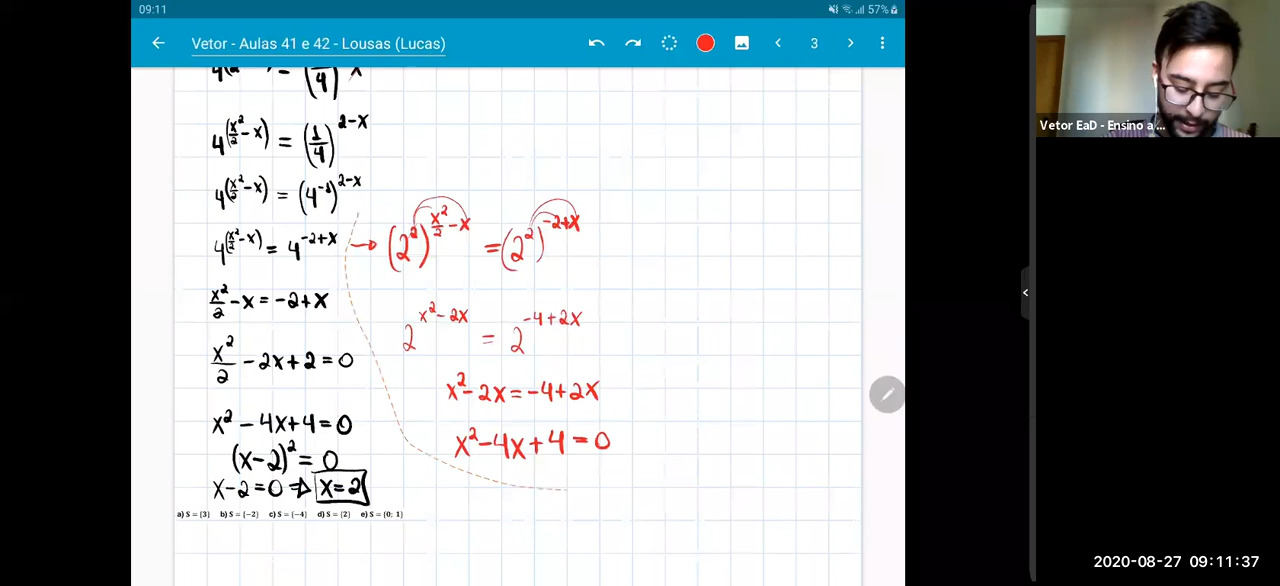 09:11
57%
Vetor - Aulas 41 e 42 - Lousas (Lucas)
3
4^(x²/2 - x) = (1/4)^(2-x)
4^(x²/2 - x) = (4^-1)^(2-x)
4^(x²/2 - x) = 4^(-2+x)
x²/2 - x = -2+x
x²/2 - 2x + 2 = 0
x² - 4x + 4 = 0
(x-2)² = 0
x-2=0 ⇒ x=2
a) S = {3} b) S = {-2} c) S = {-4} d) S = {2} e) S = {0; 1}
→ (2²)^(x²/2 - x) = (2²)^(-2+x)
2^(x² - 2x) = 2^(-4+2x)
x² - 2x = -4+2x
x² - 4x + 4 = 0
Vetor EaD - Ensino a ...
2020-08-27 09:11:37